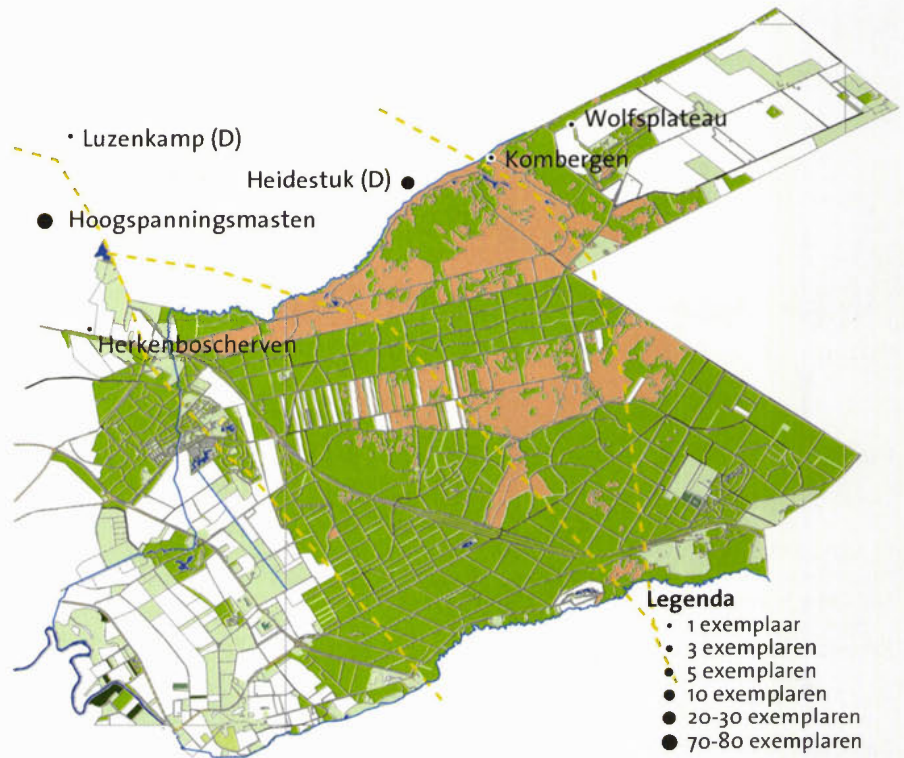 Wolfsplateau
Luzenkamp (D)
Kombergen
Heidestuk (D)
Hoogspanningsmasten
Herkenboscherven
Legenda
1 exemplaar
3 exemplaren
5 exemplaren
10 exemplaren
20-30 exemplaren
70-80 exemplaren